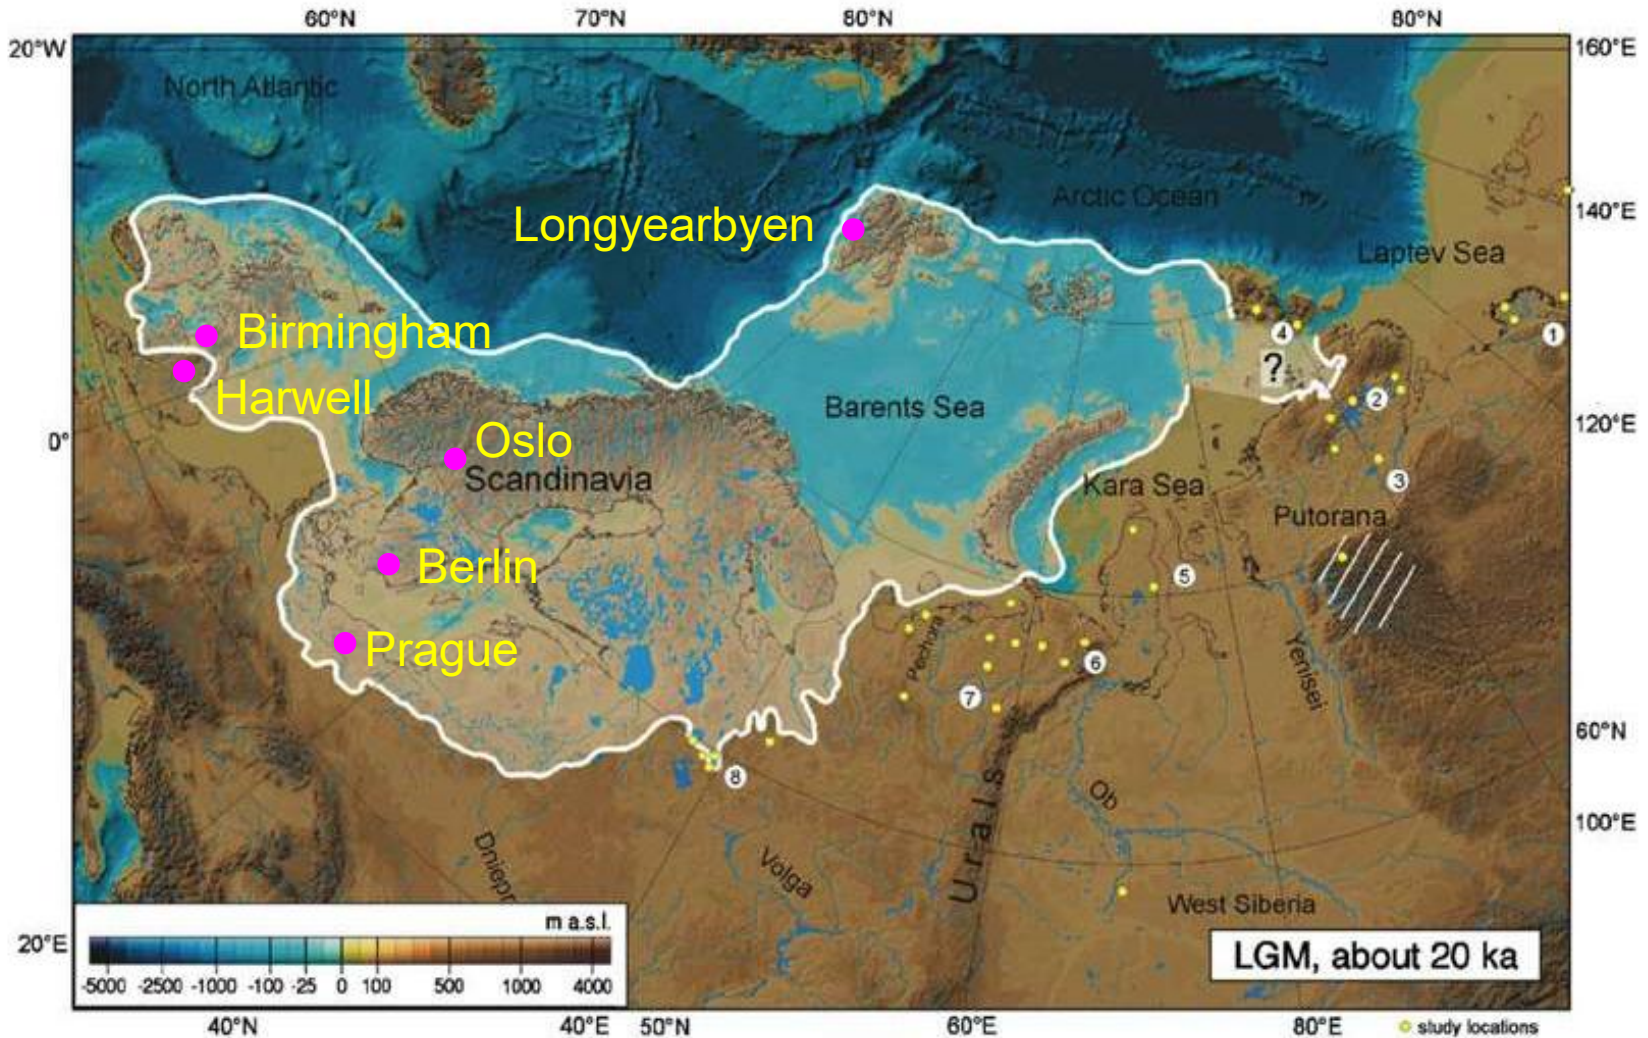 60°N 70°N 80°N 80°N
20°W
160°E
North Atlantic
Arctic Ocean
140°E
Longyearbyen
Laptev Sea
Birmingham
1
4
?
Harwell
2
Barents Sea
120°E
0°
Oslo
Scandinavia
3
Kara Sea
Putorana
Berlin
5
Pechora
Prague
6
Yenisei
7
60°N
8
Urals
Ob
100°E
Dniepr
Volga
West Siberia
m a.s.l.
20°E
LGM, about 20 ka
-5000 -2500 -1000 -100 -25 0 100 500 1000 4000
40°N 40°E 50°N 60°E 80°E
study locations